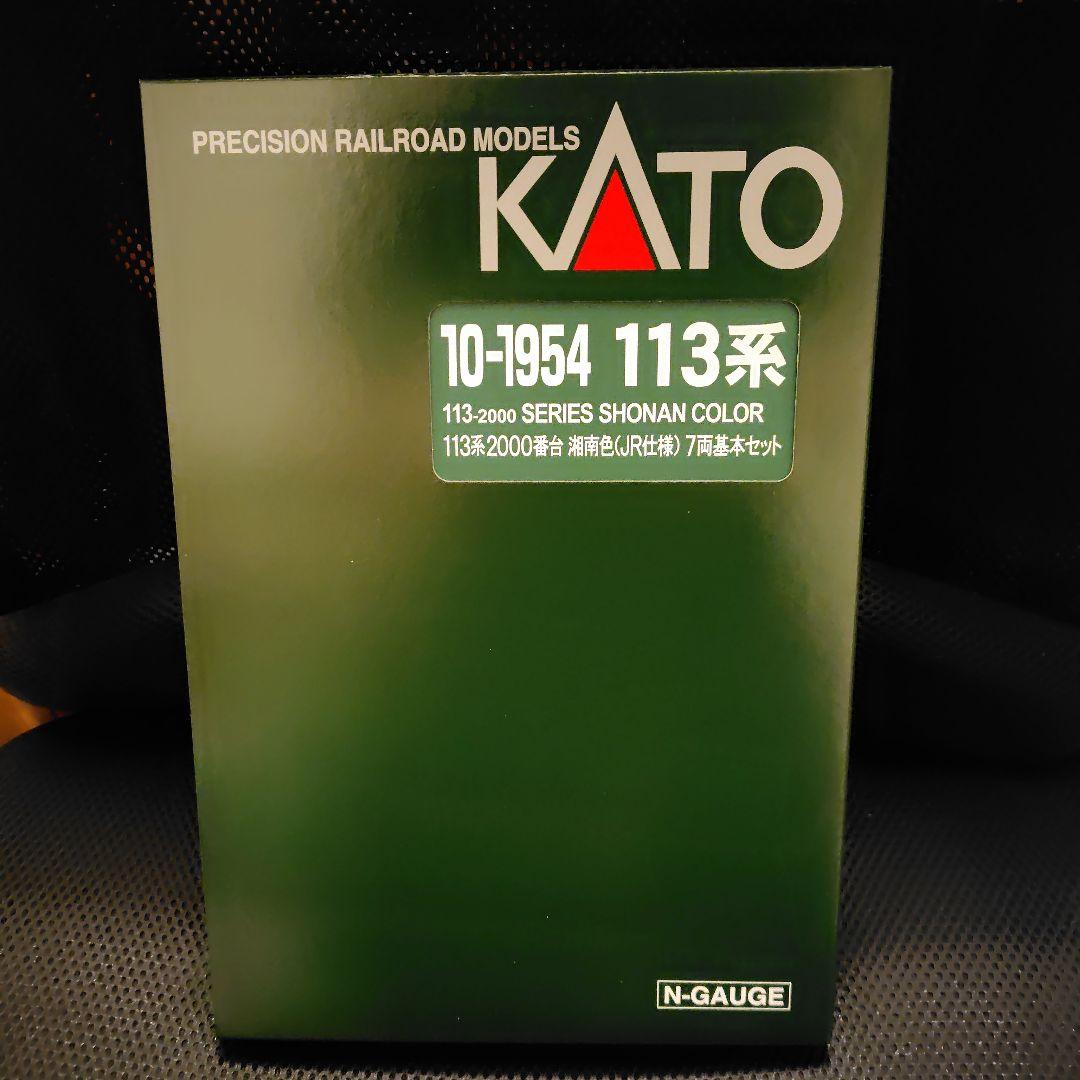 PRECISION RAILROAD MODELS
KATO
10-1954 113系
113-2000 SERIES SHONAN COLOR
113系2000番台 湘南色(JR仕様) 7両基本セット
N-GAUGE